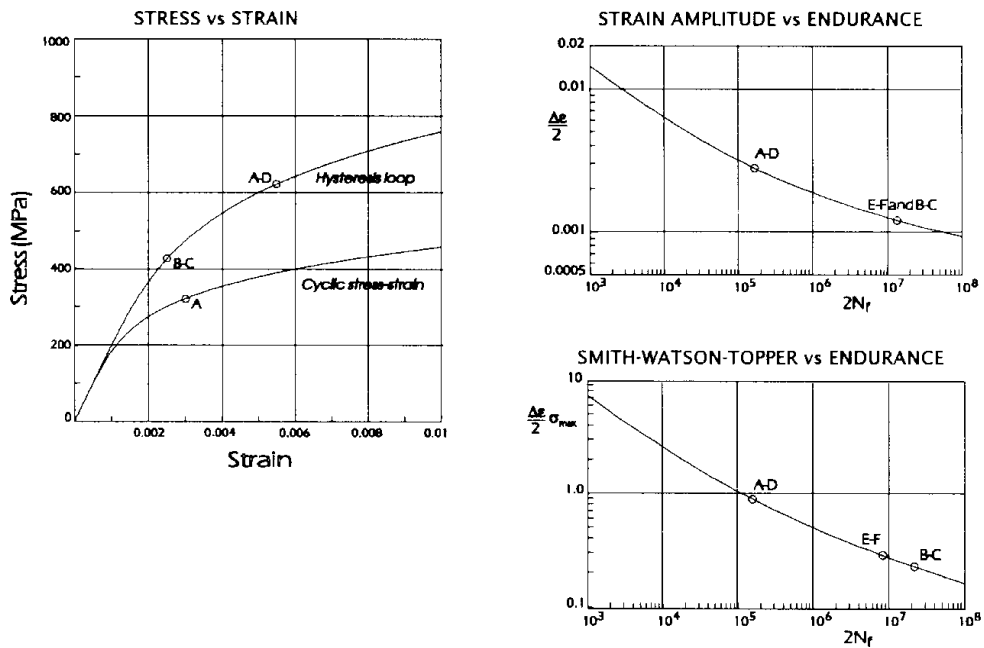 STRESS vs STRAIN
1000
800
600
400
200
0
0.002
0.004
0.006
0.008
0.01
Stress (MPa)
Strain
A-D
Hysteresis loop
B-C
A
Cyclic stress-strain
STRAIN AMPLITUDE vs ENDURANCE
0.02
0.01
Δε/2
0.001
0.0005
A-D
E-F and B-C
10³
10⁴
10⁵
10⁶
10⁷
10⁸
2Nf
SMITH-WATSON-TOPPER vs ENDURANCE
10
Δε/2 σmax
1.0
0.1
A-D
E-F
B-C
10³
10⁴
10⁵
10⁶
10⁷
10⁸
2Nf